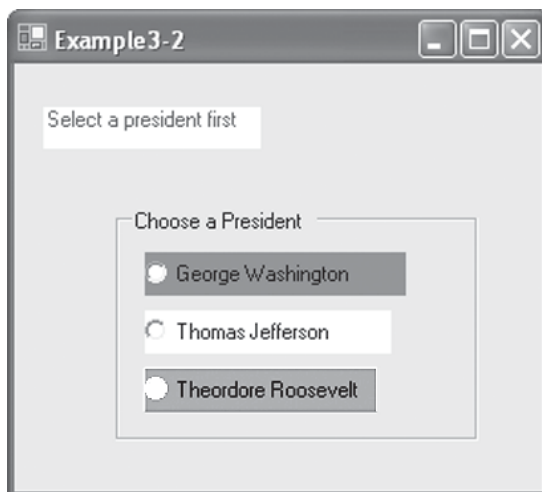 Example3-2
Select a president first
Choose a President
George Washington
Thomas Jefferson
Theordore Roosevelt